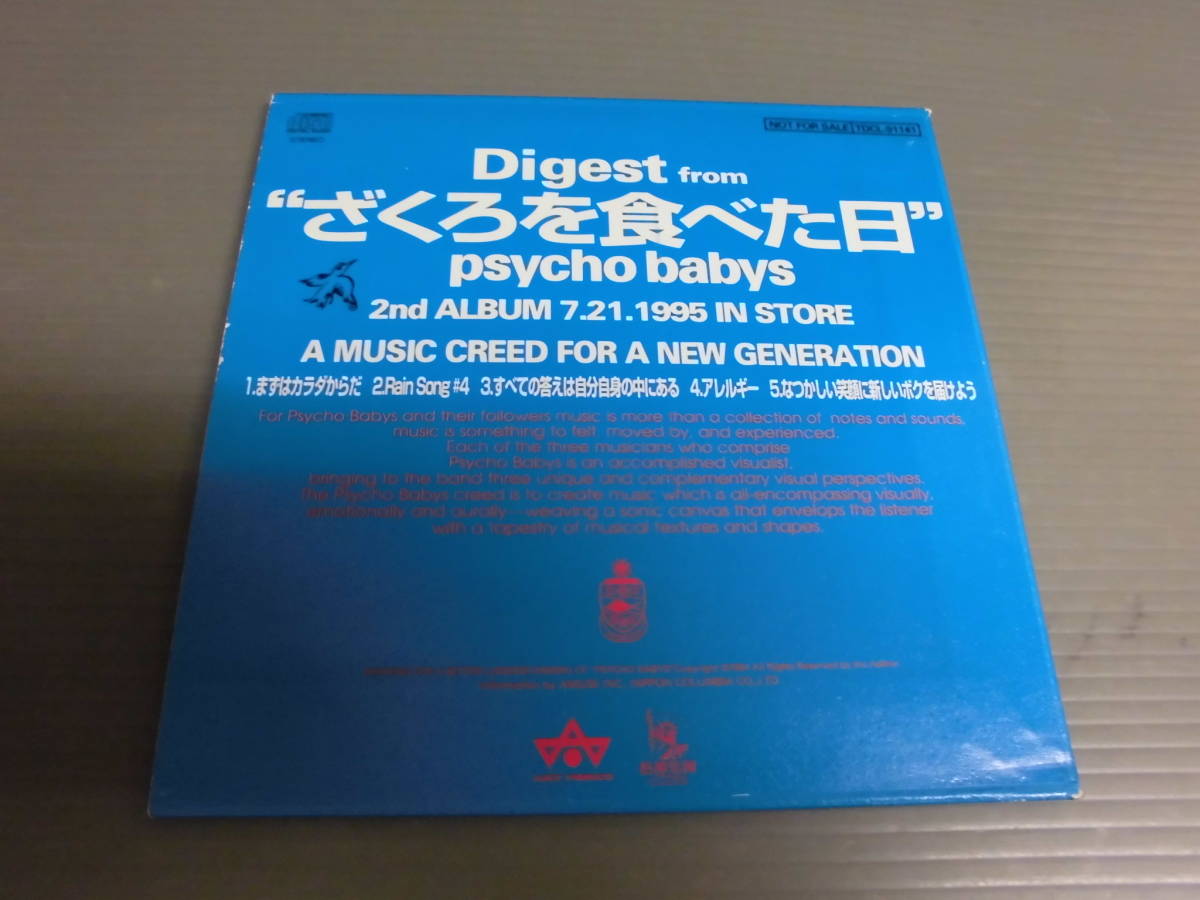 NOT FOR SALE TDCL-91141
Digest from
“ざくろを食べた日”
psycho babys
2nd ALBUM 7.21.1995 IN STORE
A MUSIC CREED FOR A NEW GENERATION
1.まずはカラダからだ 2.Rain Song #4 3.すべての答えは自分自身の中にある 4.アレルギー 5.なつかしい笑顔に新しいボクを届けよう
For Psycho Babys and their followers music is more than a collection of notes and sounds,
music is something to felt, moved by, and experienced.
Each of the three musicians who comprise
Psycho Babys is an accomplished visualist,
bringing to the band three unique and complementary visual perspectives.
The Psycho Babys creed is to create music which is all-encompassing visually,
emotionally and aurally—weaving a sonic canvas that envelops the listener
with a tapestry of musical textures and shapes.